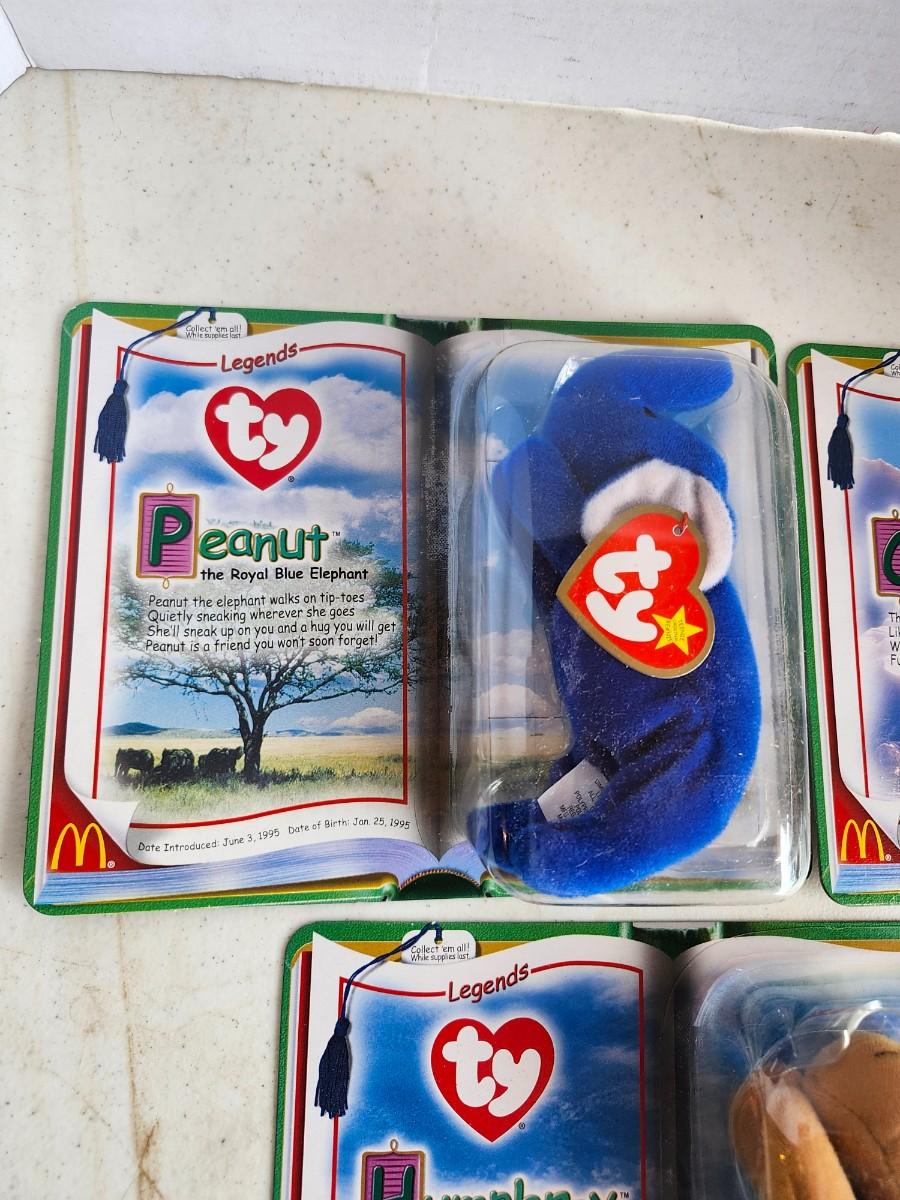 Collect 'em all!
While supplies last.
Legends
ty
Peanut™
the Royal Blue Elephant
Peanut the elephant walks on tip-toes
Quietly sneaking wherever she goes
She'll sneak up on you and a hug you will get
Peanut is a friend you won't soon forget!
Date Introduced: June 3, 1995 Date of Birth: Jan. 25, 1995
ty
Collect 'em all!
While supplies last.
Legends
ty
Humphrey™